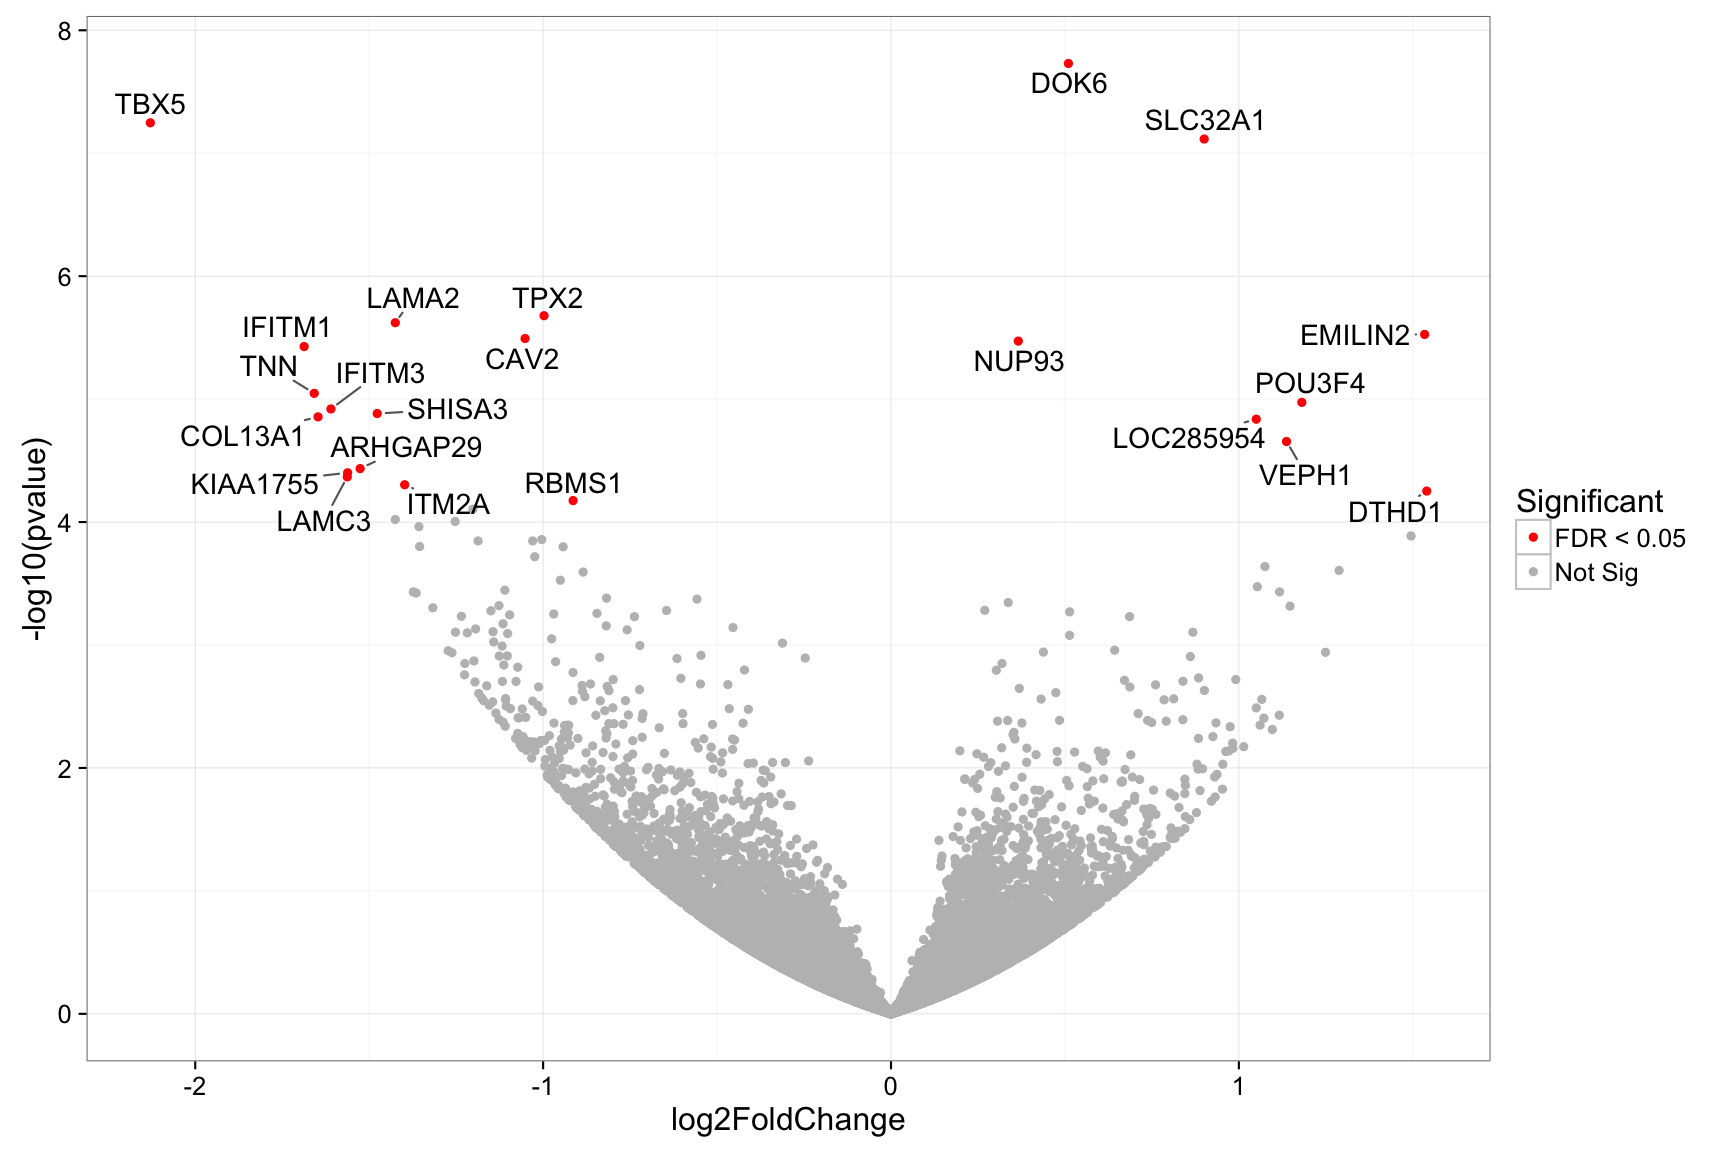 8
DOK6
TBX5
SLC32A1
6
LAMA2
TPX2
IFITM1
EMILIN2
CAV2
NUP93
TNN
IFITM3
POU3F4
SHISA3
COL13A1
LOC285954
ARHGAP29
VEPH1
KIAA1755
RBMS1
ITM2A
LAMC3
DTHD1
4
2
0
-log10(pvalue)
-2
-1
0
1
log2FoldChange
Significant
FDR < 0.05
Not Sig